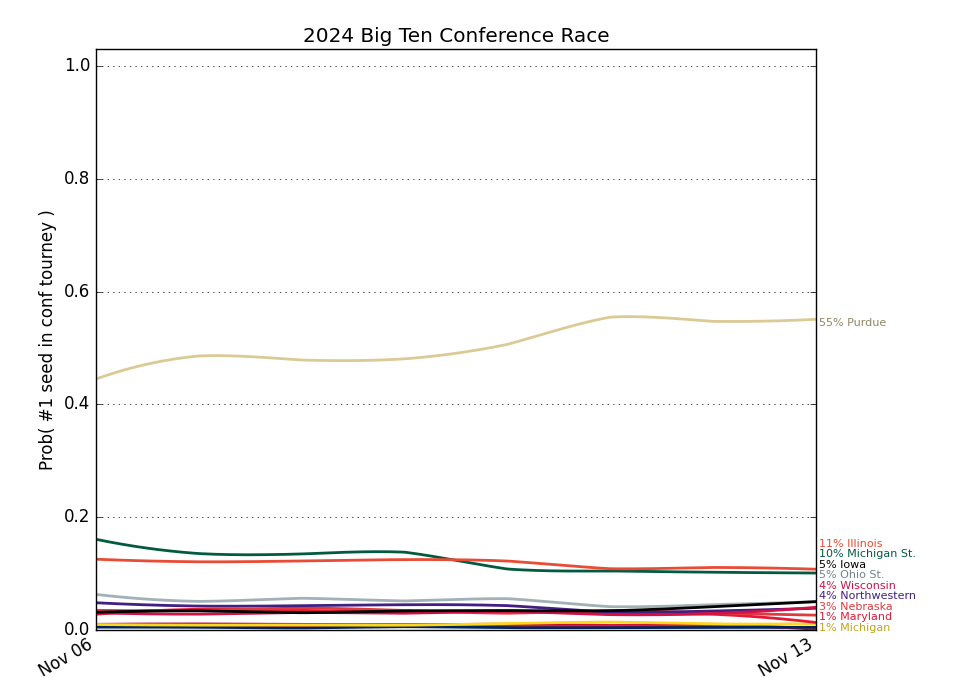 2024 Big Ten Conference Race
Prob( #1 seed in conf tourney )
1.0
0.8
0.6
0.4
0.2
0.0
Nov 06
Nov 13
55% Purdue
11% Illinois
10% Michigan St.
5% Iowa
5% Ohio St.
4% Wisconsin
4% Northwestern
3% Nebraska
1% Maryland
1% Michigan